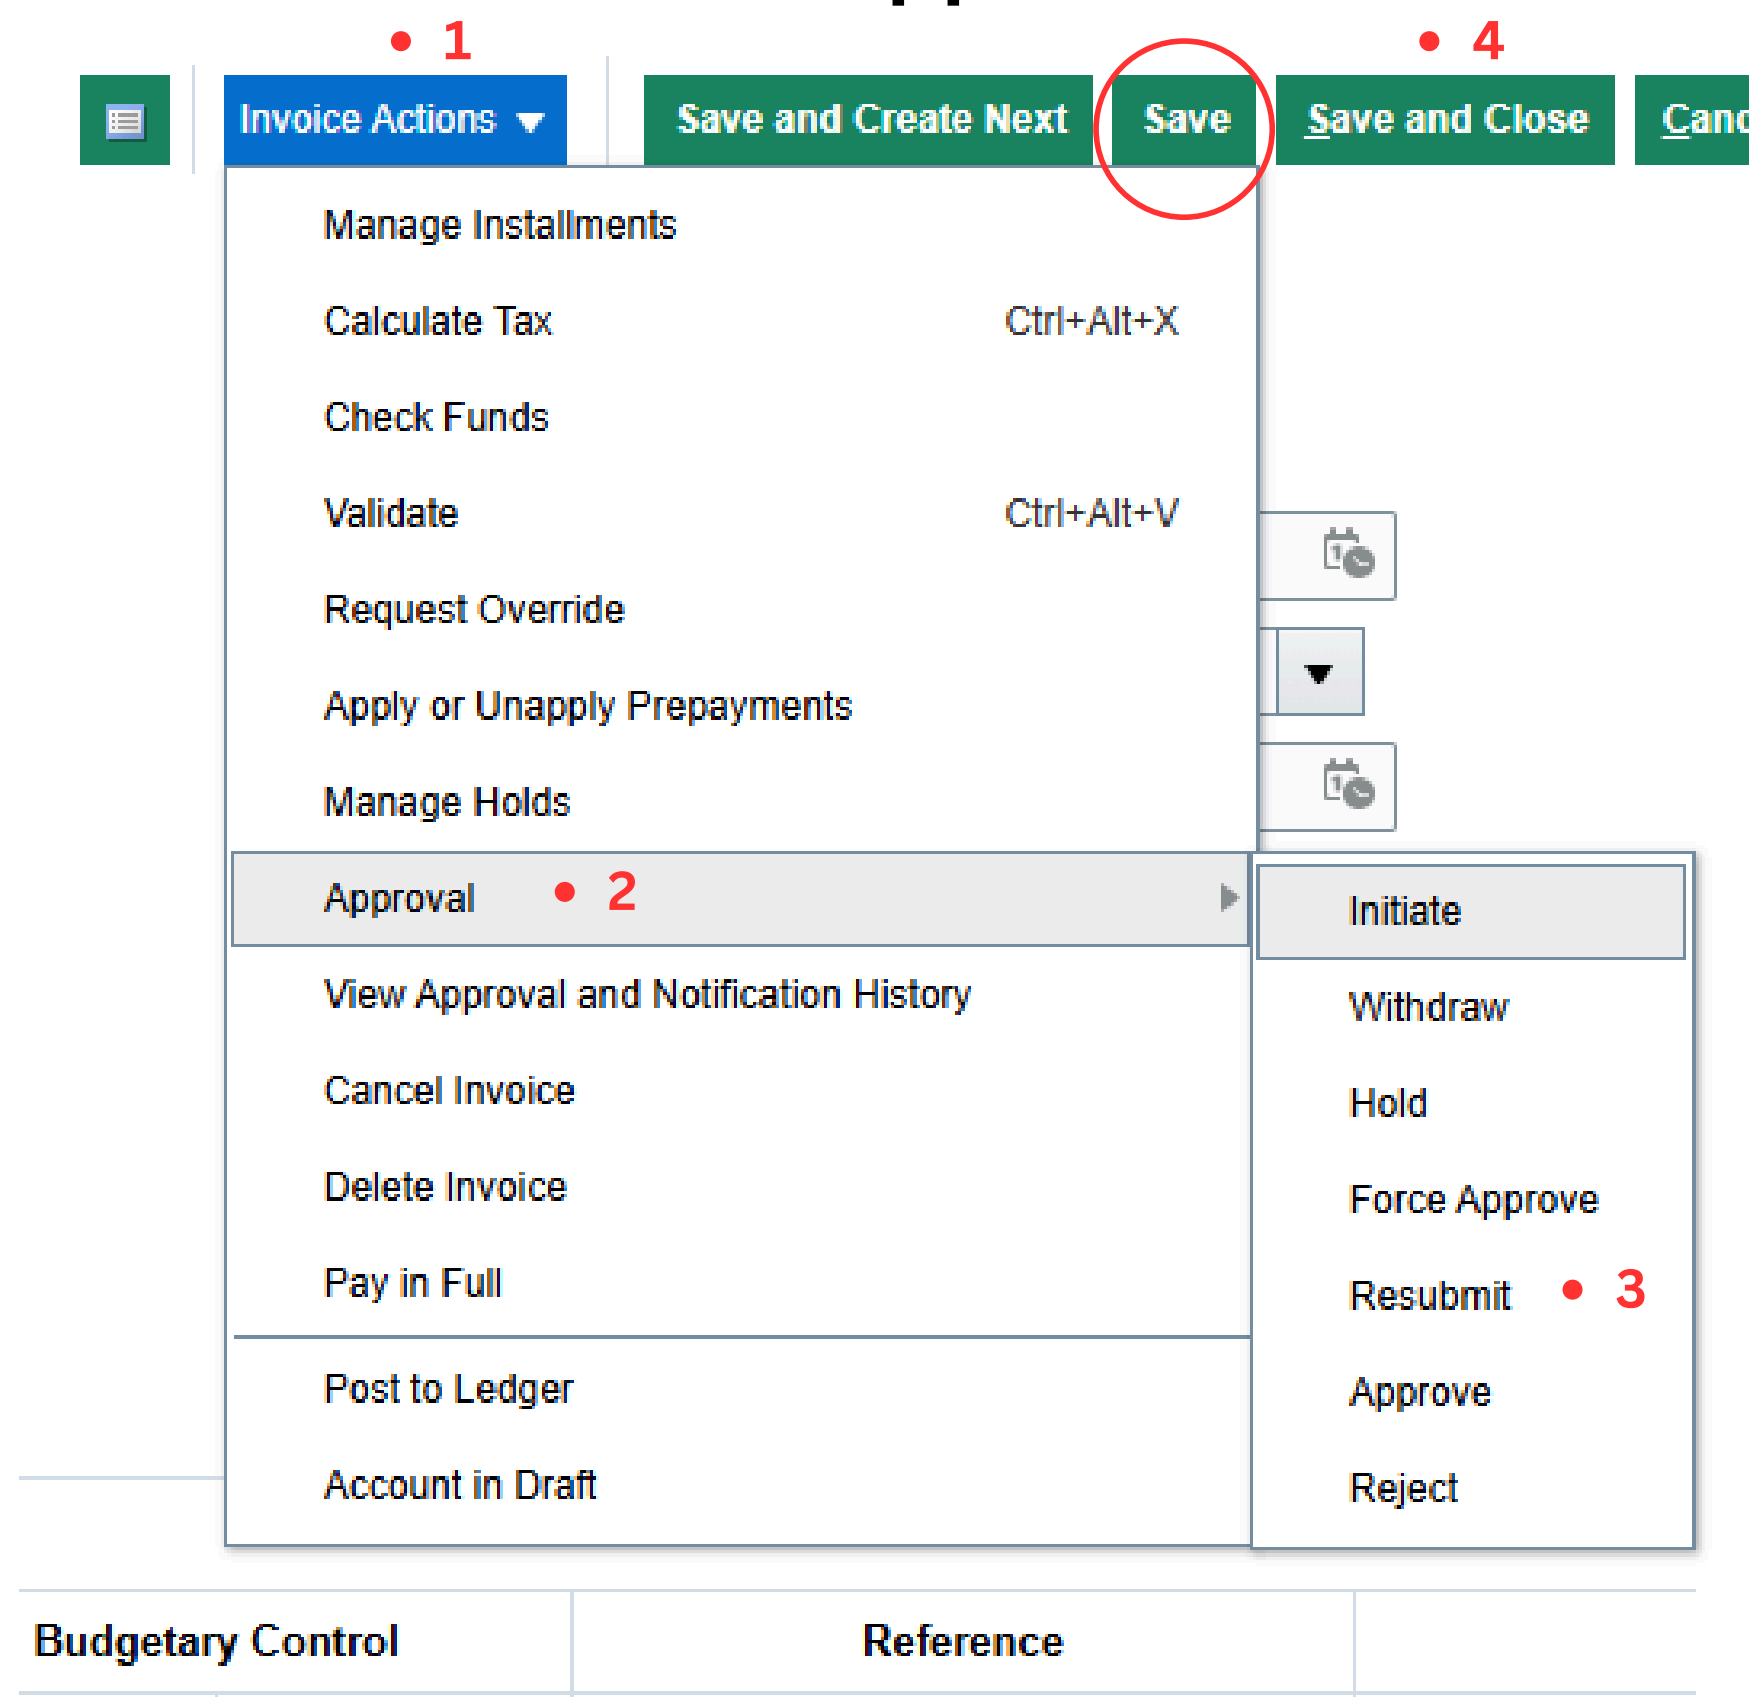 1
4
Invoice Actions
Save and Create Next
Save
Save and Close
Manage Installments
Calculate Tax Ctrl+Alt+X
Check Funds
Validate Ctrl+Alt+V
Request Override
Apply or Unapply Prepayments
Manage Holds
Approval 2
Initiate
View Approval and Notification History
Withdraw
Cancel Invoice
Hold
Delete Invoice
Force Approve
Pay in Full
Resubmit 3
Post to Ledger
Approve
Account in Draft
Reject
Budgetary Control
Reference